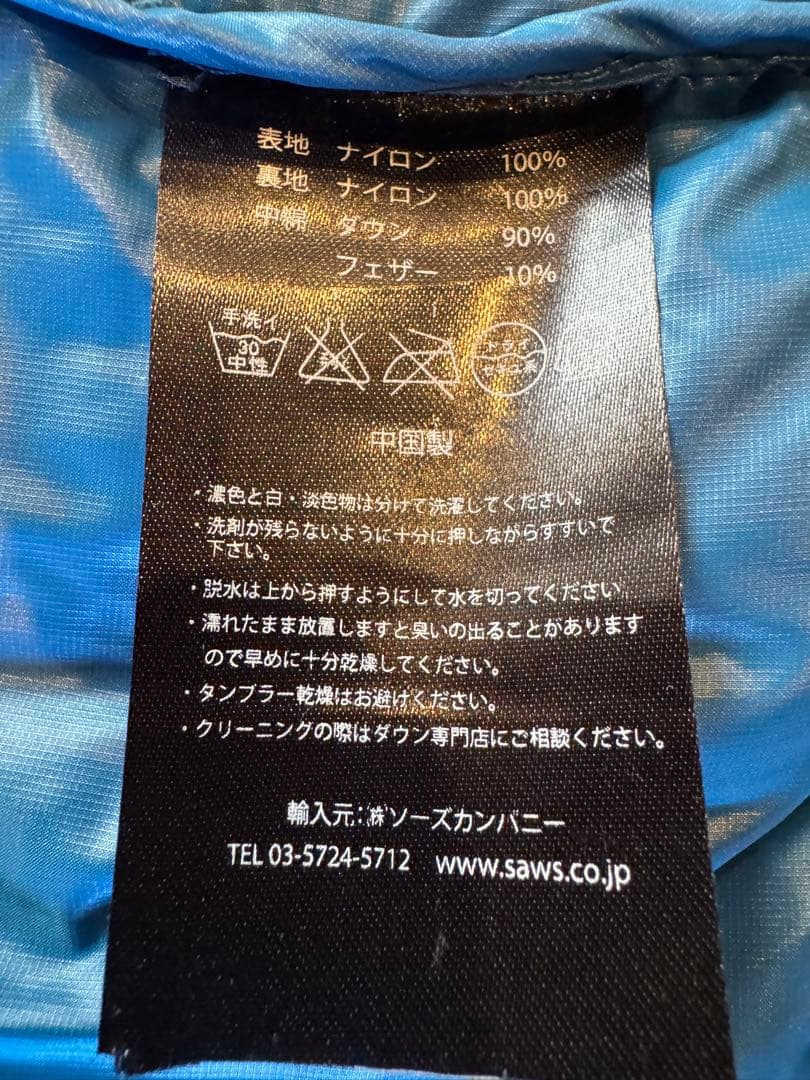 表地 ナイロン 100%
裏地 ナイロン 100%
中綿 ダウン 90%
フェザー 10%
手洗イ
30
中性
ドライ
中国製
・濃色と白・淡色物は分けて洗濯してください。
・洗剤が残らないように十分に押しながらすすいで
下さい。
・脱水は上から押すようにして水を切ってください
・濡れたまま放置しますと臭いの出ることがあります
ので早めに十分乾燥してください。
・タンブラー乾燥はお避けください。
・クリーニングの際はダウン専門店にご相談ください。
輸入元:㈱ソーズカンパニー
TEL 03-5724-5712 www.saws.co.jp